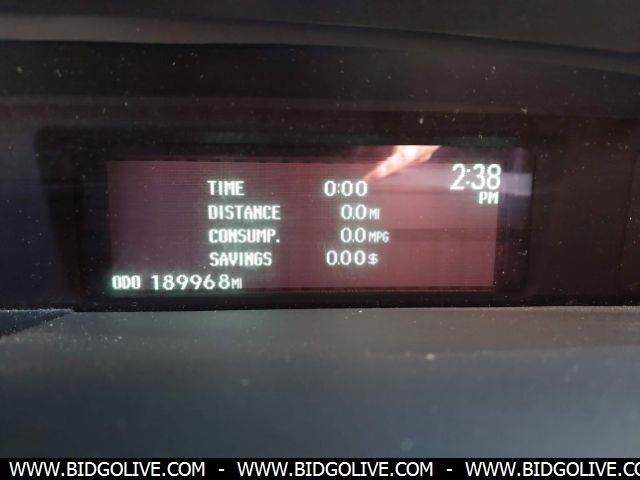 2:38
PM
TIME 0:00
DISTANCE 0.0 MI
CONSUMP. 0.0 MPG
SAVINGS 0.00 $
ODO 189968 MI
WWW.BIDGOLIVE.COM - WWW.BIDGOLIVE.COM - WWW.BIDGOLIVE.CO